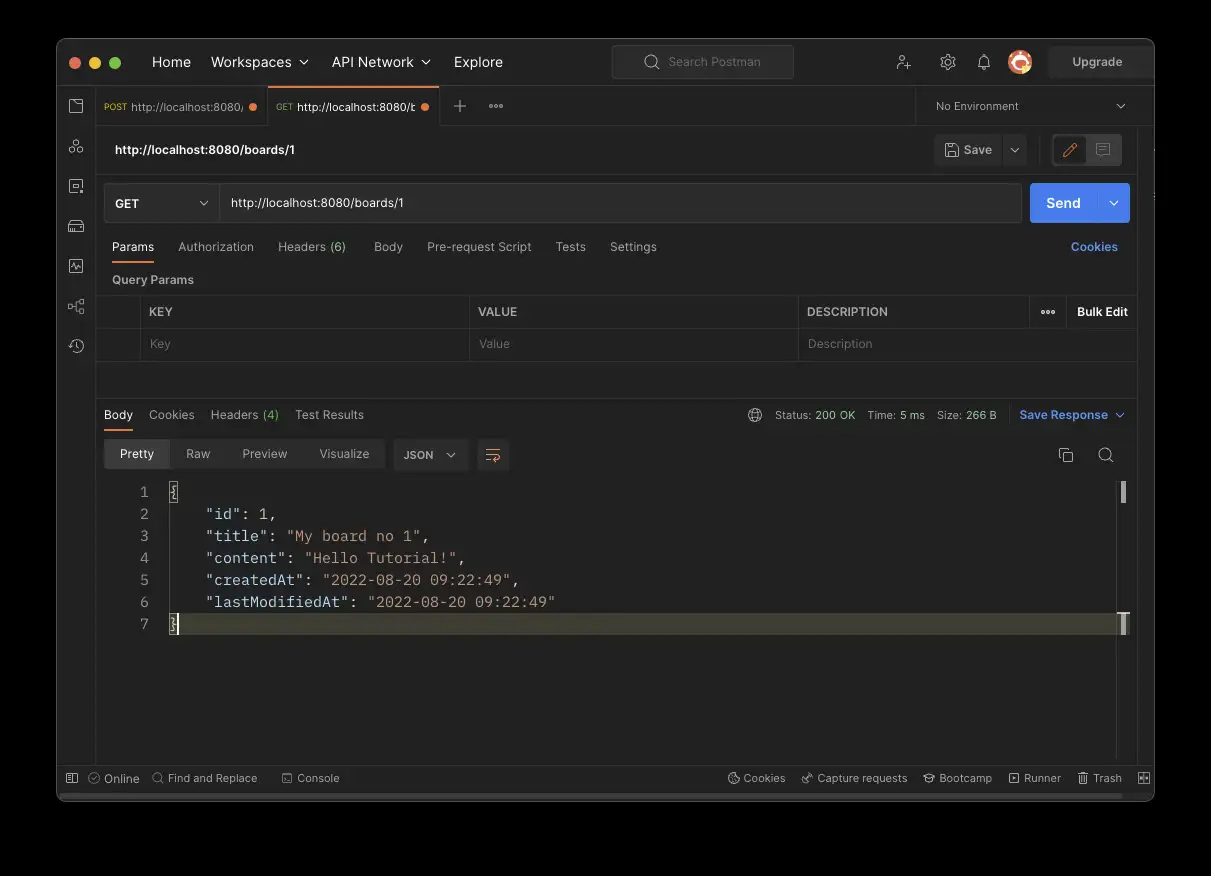 Home Workspaces API Network Explore Search Postman Upgrade
POST http://localhost:8080/ GET http://localhost:8080/b No Environment
http://localhost:8080/boards/1 Save
GET http://localhost:8080/boards/1 Send
Params Authorization Headers (6) Body Pre-request Script Tests Settings Cookies
Query Params
KEY VALUE DESCRIPTION Bulk Edit
Key Value Description
Body Cookies Headers (4) Test Results Status: 200 OK Time: 5 ms Size: 266 B Save Response
Pretty Raw Preview Visualize JSON
1 {
2 "id": 1,
3 "title": "My board no 1",
4 "content": "Hello Tutorial!",
5 "createdAt": "2022-08-20 09:22:49",
6 "lastModifiedAt": "2022-08-20 09:22:49"
7 }
Online Find and Replace Console Cookies Capture requests Bootcamp Runner Trash